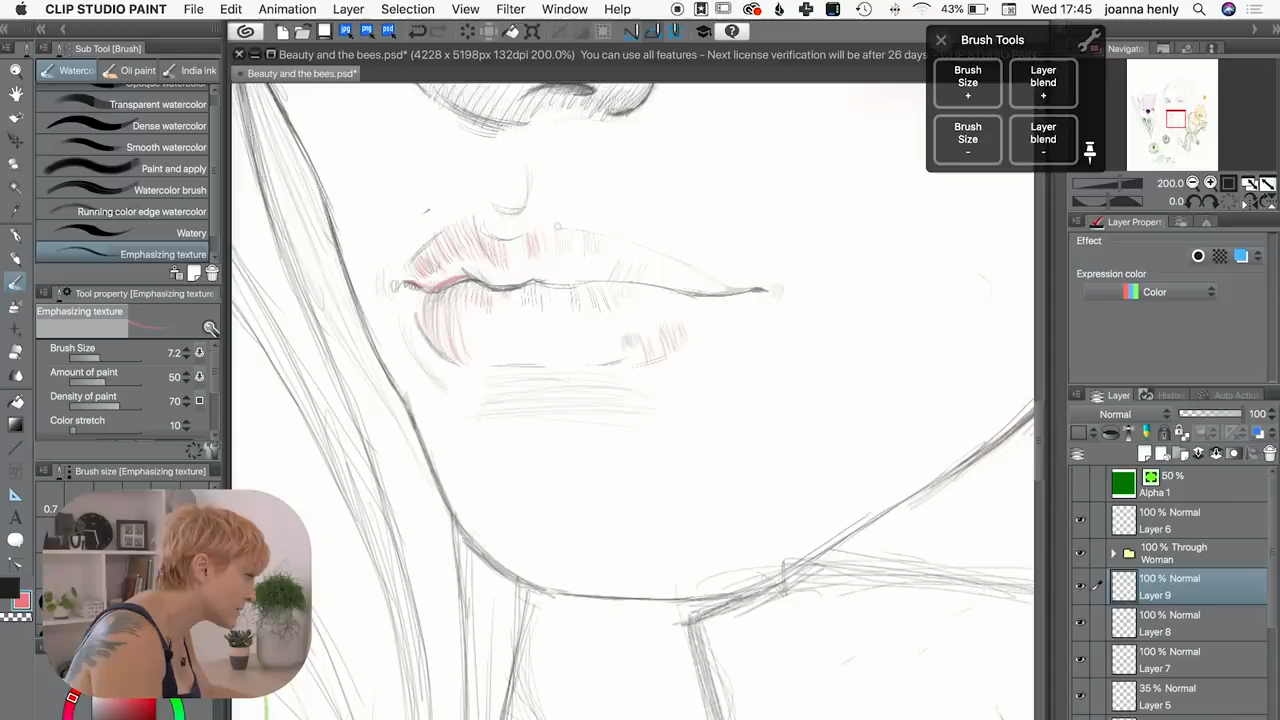 CLIP STUDIO PAINT File Edit Animation Layer Selection View Filter Window Help 43% Wed 17:45 joanna henly
Sub Tool [Brush]
Beauty and the bees.psd* (4228 x 5198px 132dpi 200.0%) You can use all features - Next license verification will be after 26 days
Beauty and the bees.psd*
Waterco
Oil paint
India ink
Transparent watercolor
Dense watercolor
Smooth watercolor
Paint and apply
Watercolor brush
Running color edge watercolor
Watery
Emphasizing texture
Tool property [Emphasizing texture]
Emphasizing texture
Brush Size 7.2
Amount of paint 50
Density of paint 70
Color stretch 10
Brush size [Emphasizing texture]
0.7
Brush Tools
Brush Size +
Layer blend +
Brush Size -
Layer blend -
Navigato
200.0
0.0
Layer Propert
Effect
Expression color
Color
Layer
Histor
Auto Action
Normal 100
50 %
Alpha 1
100 % Normal
Layer 6
100 % Through
Woman
100 % Normal
Layer 9
100 % Normal
Layer 8
100 % Normal
Layer 7
35 % Normal
Layer 5